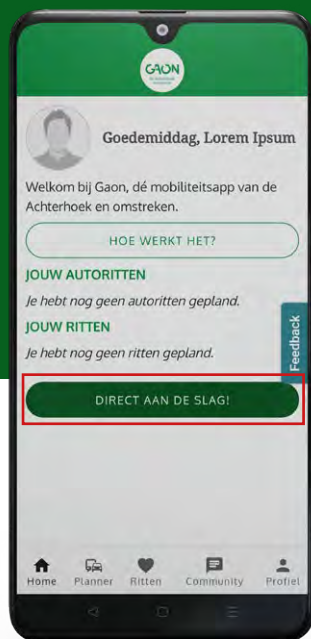 GAON
Goedemiddag, Lorem Ipsum
Welkom bij Gaon, dé mobiliteitsapp van de
Achterhoek en omstreken.
HOE WERKT HET?
JOUW AUTORITTEN
Je hebt nog geen autoritten gepland.
JOUW RITTEN
Je hebt nog geen ritten gepland.
Feedback
DIRECT AAN DE SLAG!
Home Planner Ritten Community Profiel